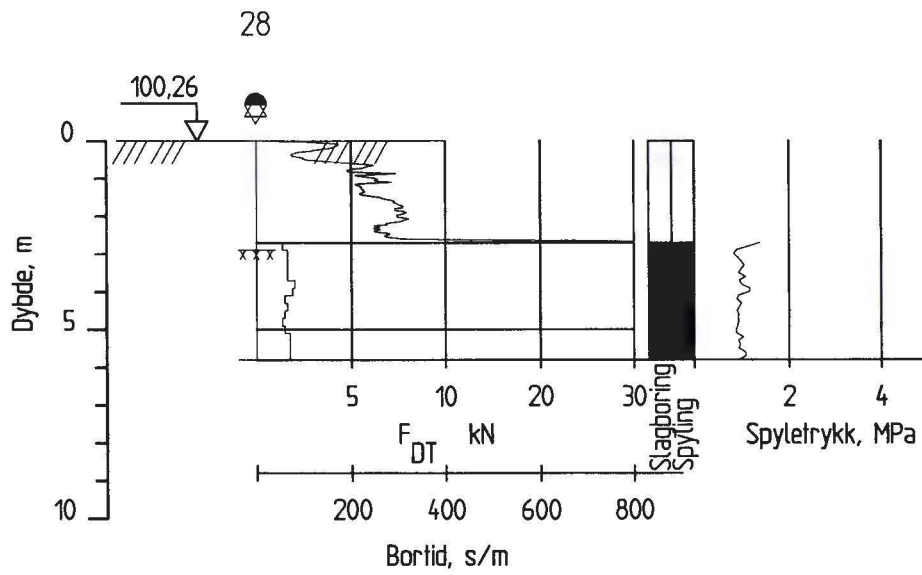 28
100,26
0
5
10
Dybde, m
5 10 20 30
F DT kN
Slagboring
Spyling
2 4
Spyletrykk, MPa
200 400 600 800
Bortid, s/m